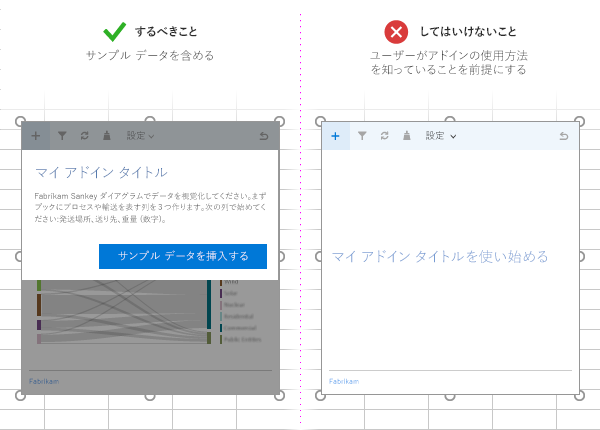 するべきこと
サンプル データを含める
設定
マイ アドイン タイトル
Fabrikam Sankey ダイアグラムでデータを視覚化してください。まず
ブックにプロセスや輸送を表す列を３つ作ります。次の列で始めてく
ださい:発送場所、送り先、重量 (数字)。
サンプル データを挿入する
Wind
Solar
Nuclear
Residential
Commercial
Public Utilities
Fabrikam
してはいけないこと
ユーザーがアドインの使用方法
を知っていることを前提にする
設定
マイ アドイン タイトルを使い始める
Fabrikam